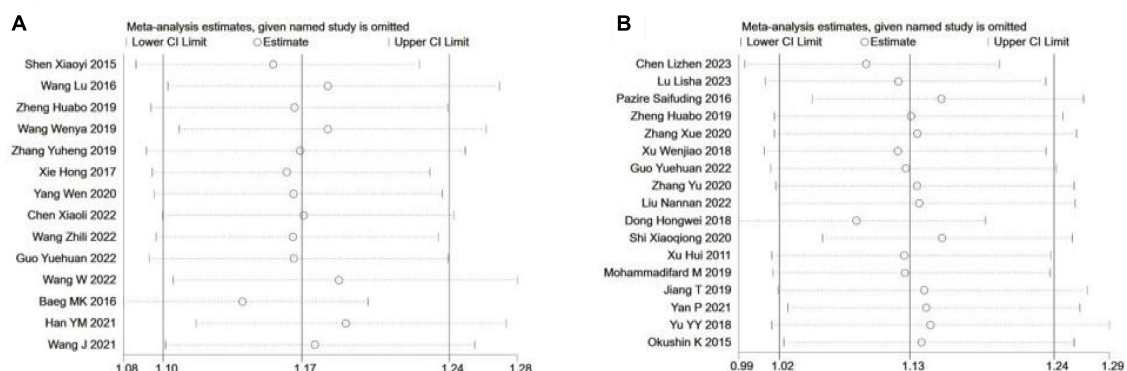 A
Meta-analysis estimates, given named study is omitted
Lower CI Limit Estimate Upper CI Limit
Shen Xiaoyi 2015
Wang Lu 2016
Zheng Huabo 2019
Wang Wenya 2019
Zhang Yuheng 2019
Xie Hong 2017
Yang Wen 2020
Chen Xiaoli 2022
Wang Zhili 2022
Guo Yuehuan 2022
Wang W 2022
Baeg MK 2016
Han YM 2021
Wang J 2021
1.08 1.10 1.17 1.24 1.28
B
Meta-analysis estimates, given named study is omitted
Lower CI Limit Estimate Upper CI Limit
Chen Lizhen 2023
Lu Lisha 2023
Pazire Saifuding 2016
Zheng Huabo 2019
Zhang Xue 2020
Xu Wenjiao 2018
Guo Yuehuan 2022
Zhang Yu 2020
Liu Nannan 2022
Dong Hongwei 2018
Shi Xiaoqiong 2020
Xu Hui 2011
Mohammadifard M 2019
Jiang T 2019
Yan P 2021
Yu YY 2018
Okushin K 2015
0.99 1.02 1.13 1.24 1.29